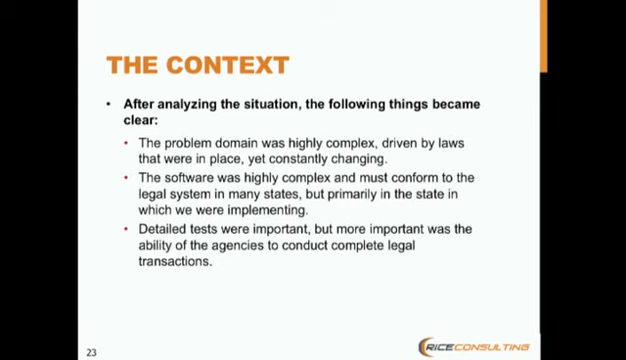 THE CONTEXT
• After analyzing the situation, the following things became
clear:
• The problem domain was highly complex, driven by laws
that were in place, yet constantly changing.
• The software was highly complex and must conform to the
legal system in many states, but primarily in the state in
which we were implementing.
• Detailed tests were important, but more important was the
ability of the agencies to conduct complete legal
transactions.
23
RICECONSULTING